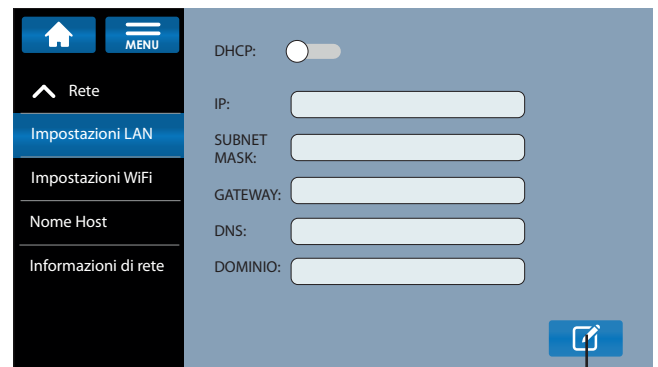 MENU
Rete
Impostazioni LAN
Impostazioni WiFi
Nome Host
Informazioni di rete
DHCP:
IP:
SUBNET
MASK:
GATEWAY:
DNS:
DOMINIO: